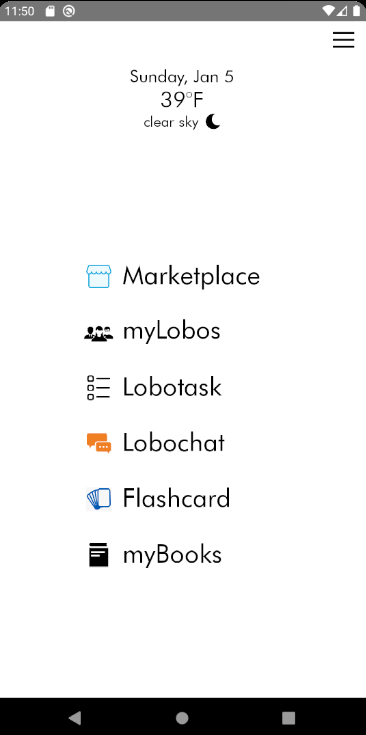 11:50
Sunday, Jan 5
39°F
clear sky
Marketplace
myLobos
Lobotask
Lobochat
Flashcard
myBooks